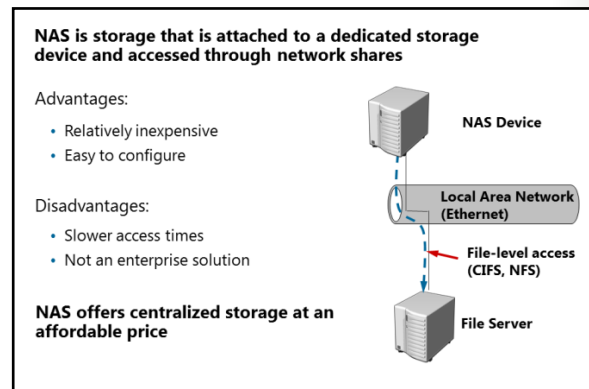 NAS is storage that is attached to a dedicated storage
device and accessed through network shares
Advantages:
• Relatively inexpensive
• Easy to configure
Disadvantages:
• Slower access times
• Not an enterprise solution
NAS offers centralized storage at an
affordable price
NAS Device
Local Area Network
(Ethernet)
File-level access
(CIFS, NFS)
File Server